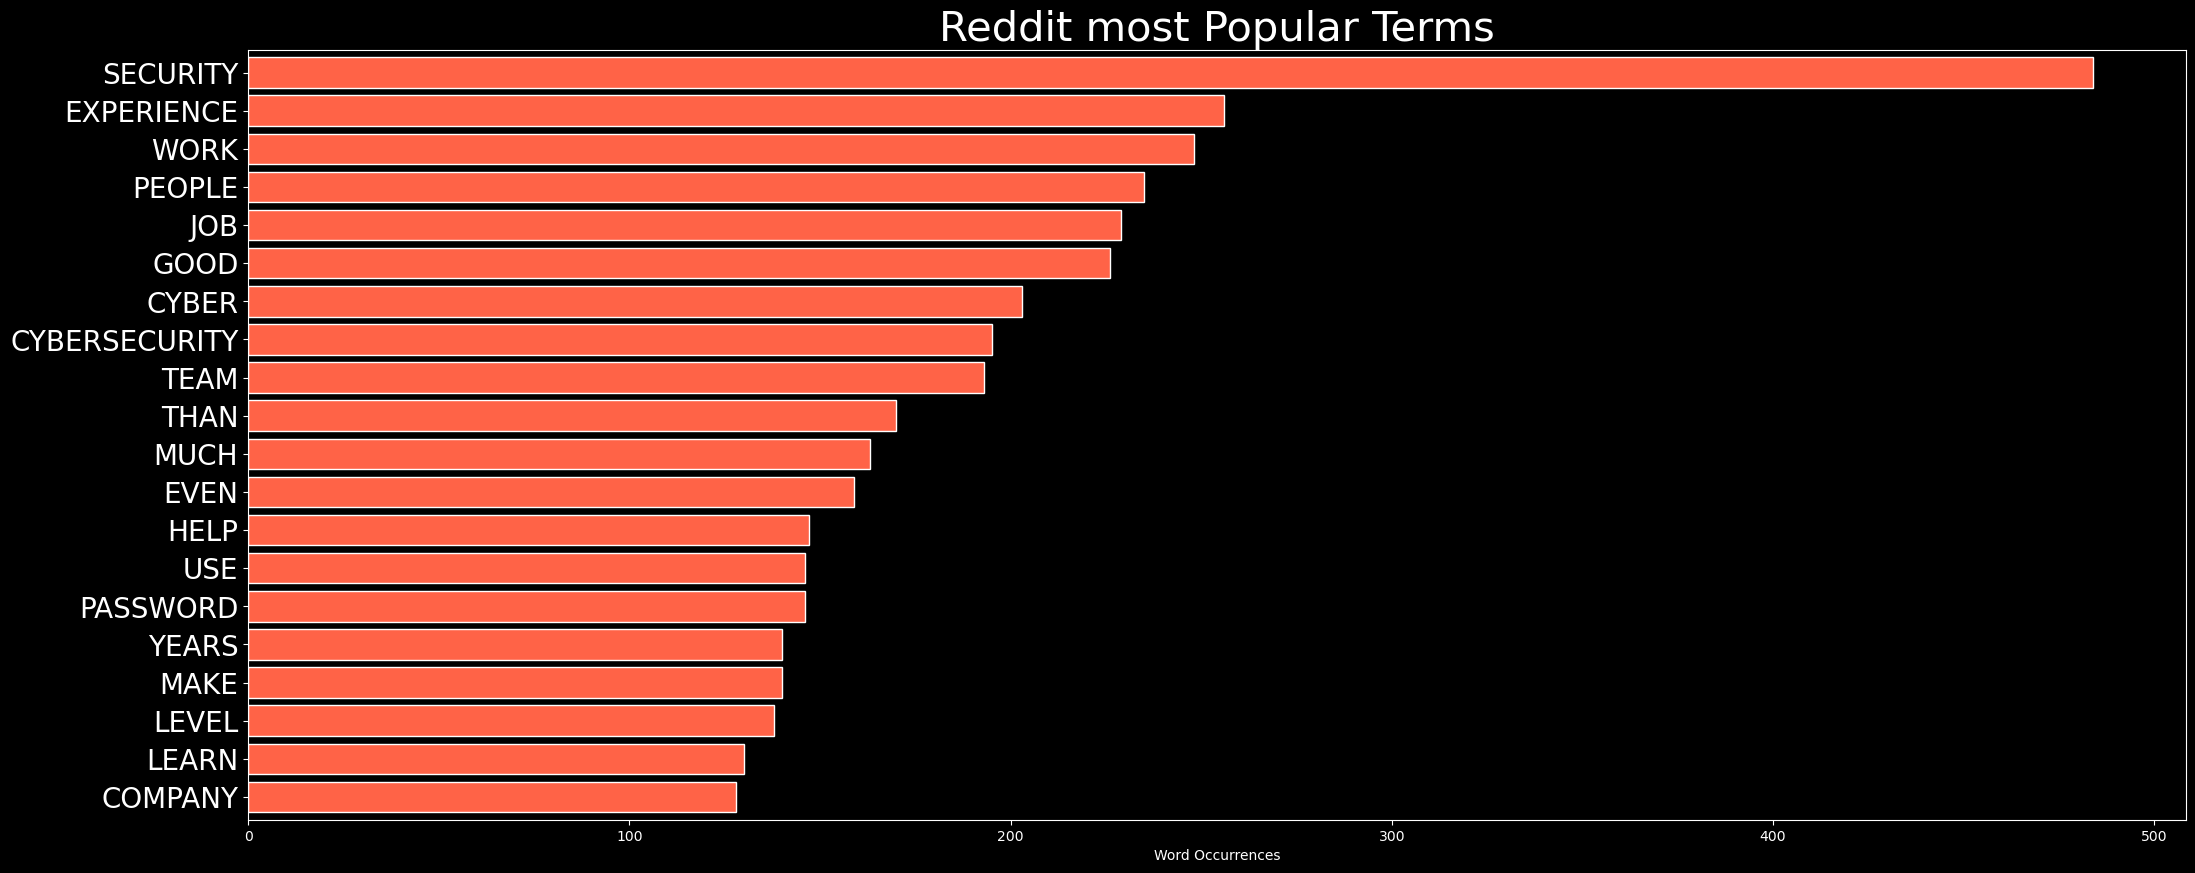 Reddit most Popular Terms
SECURITY
EXPERIENCE
WORK
PEOPLE
JOB
GOOD
CYBER
CYBERSECURITY
TEAM
THAN
MUCH
EVEN
HELP
USE
PASSWORD
YEARS
MAKE
LEVEL
LEARN
COMPANY
0 100 200 300 400 500
Word Occurrences